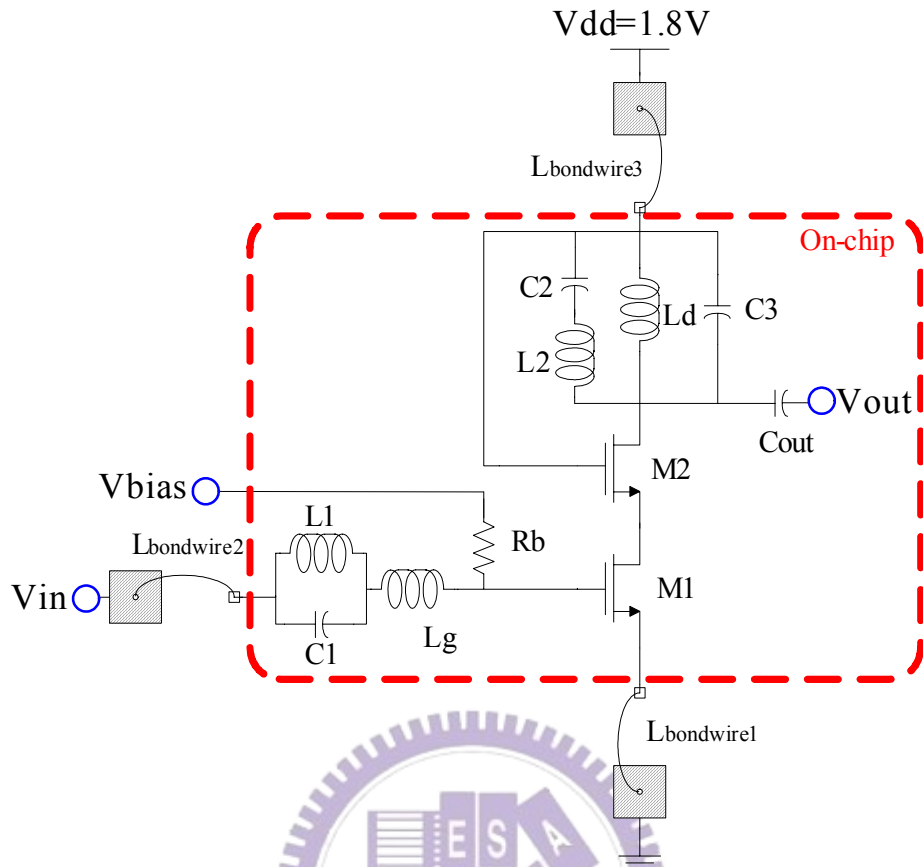 Vdd=1.8V
Lbondwire3
On-chip
C2
Ld
C3
L2
Vout
Cout
M2
Vbias
L1
Rb
Lbondwire2
Vin
M1
C1
Lg
Lbondwire1
E S A